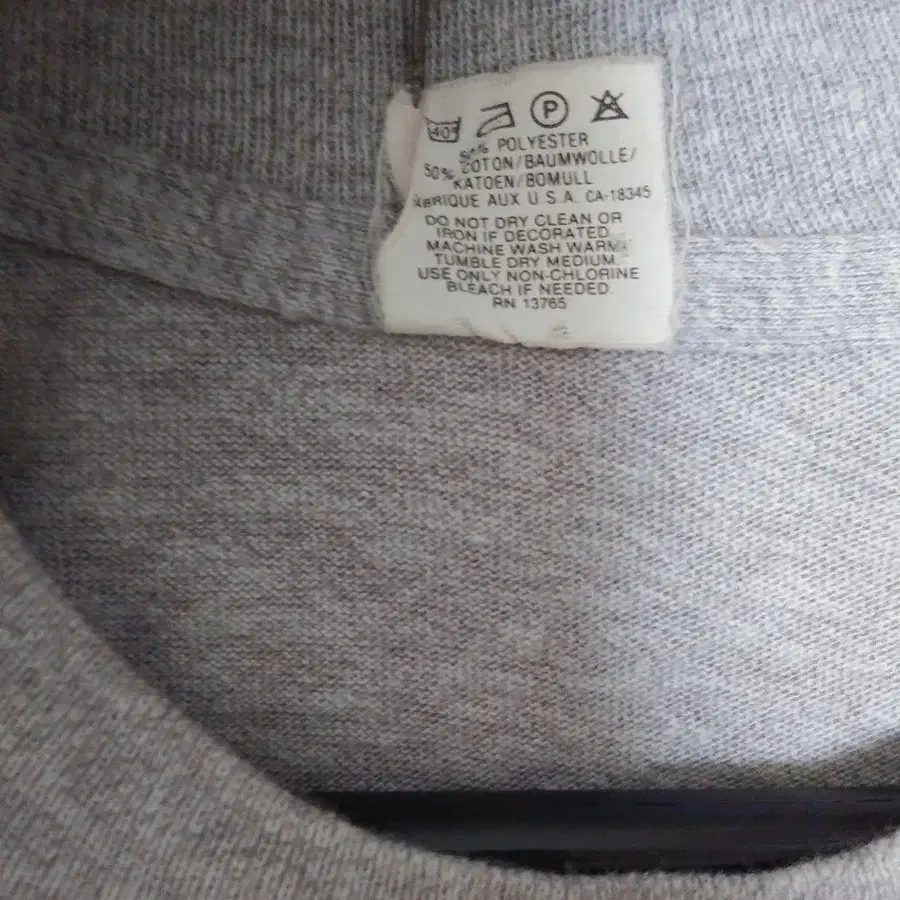 40° P
50% POLYESTER
50% COTON/BAUMWOLLE/
KATOEN/BOMULL
BRIQUE AUX U.S.A. CA-18345
DO NOT DRY CLEAN OR
IRON IF DECORATED.
MACHINE WASH WARM
TUMBLE DRY MEDIUM.
USE ONLY NON-CHLORINE
BLEACH IF NEEDED.
RN 13765